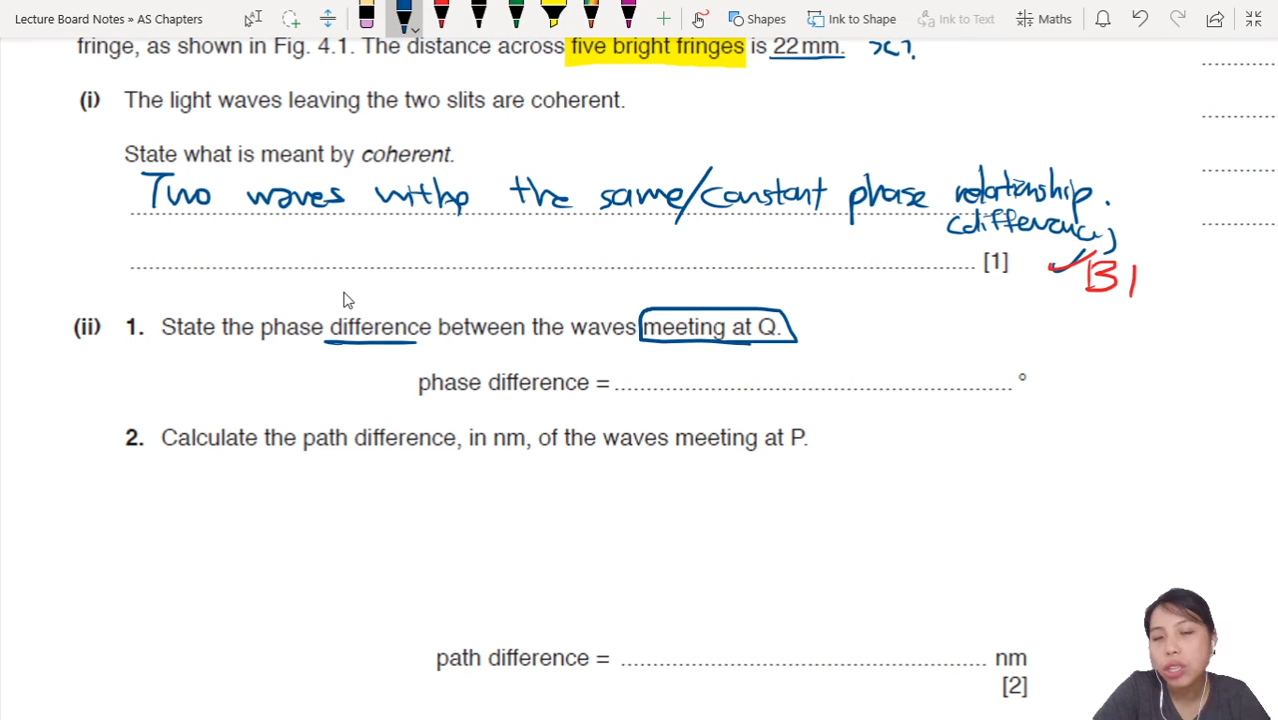 Lecture Board Notes » AS Chapters
Shapes
Ink to Shape
Ink to Text
Maths
fringe, as shown in Fig. 4.1. The distance across five bright fringes is 22 mm. x?
(i) The light waves leaving the two slits are coherent.
State what is meant by coherent.
Two waves with the same/constant phase relationship.
(difference)
[1] ✓ B1
(ii) 1. State the phase difference between the waves meeting at Q.
phase difference = ........................................................ °
2. Calculate the path difference, in nm, of the waves meeting at P.
path difference = ........................................................ nm
[2]